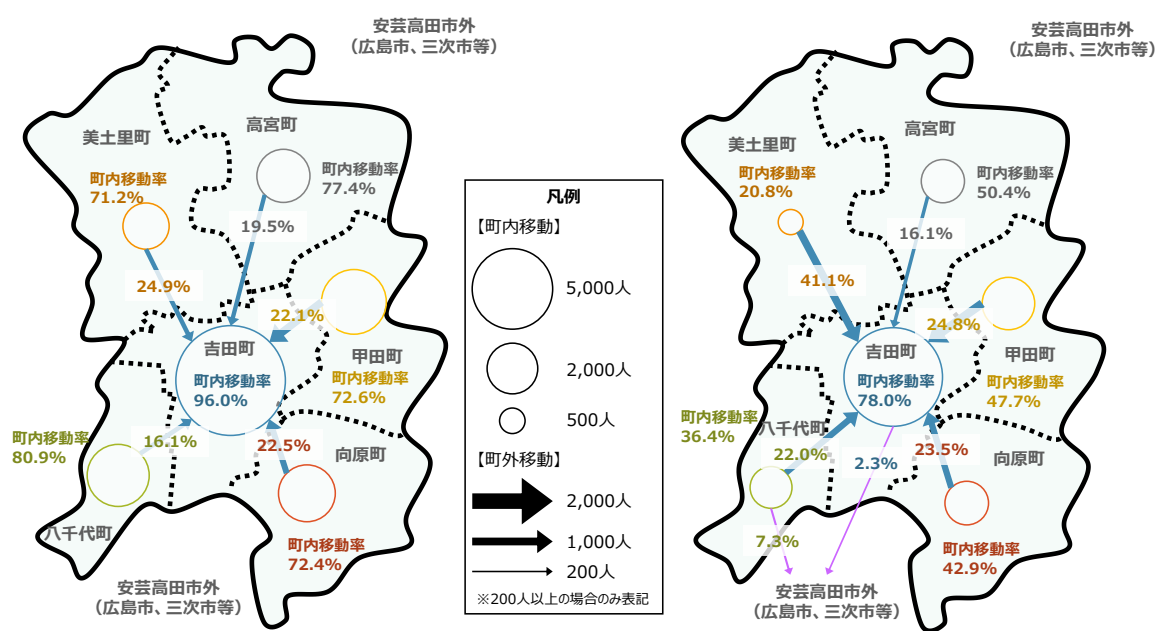 安芸高田市外
（広島市、三次市等）
高宮町
美土里町
町内移動率
77.4%
町内移動率
71.2%
19.5%
24.9%
22.1%
吉田町
町内移動率
96.0%
甲田町
町内移動率
72.6%
町内移動率
80.9%
16.1%
22.5%
向原町
八千代町
町内移動率
72.4%
安芸高田市外
（広島市、三次市等）
凡例
【町内移動】
5,000人
2,000人
500人
【町外移動】
2,000人
1,000人
200人
※200人以上の場合のみ表記
安芸高田市外
（広島市、三次市等）
高宮町
美土里町
町内移動率
50.4%
町内移動率
20.8%
16.1%
41.1%
24.8%
吉田町
町内移動率
78.0%
甲田町
町内移動率
47.7%
町内移動率
36.4%
八千代町
22.0%
2.3%
23.5%
向原町
7.3%
町内移動率
42.9%
安芸高田市外
（広島市、三次市等）